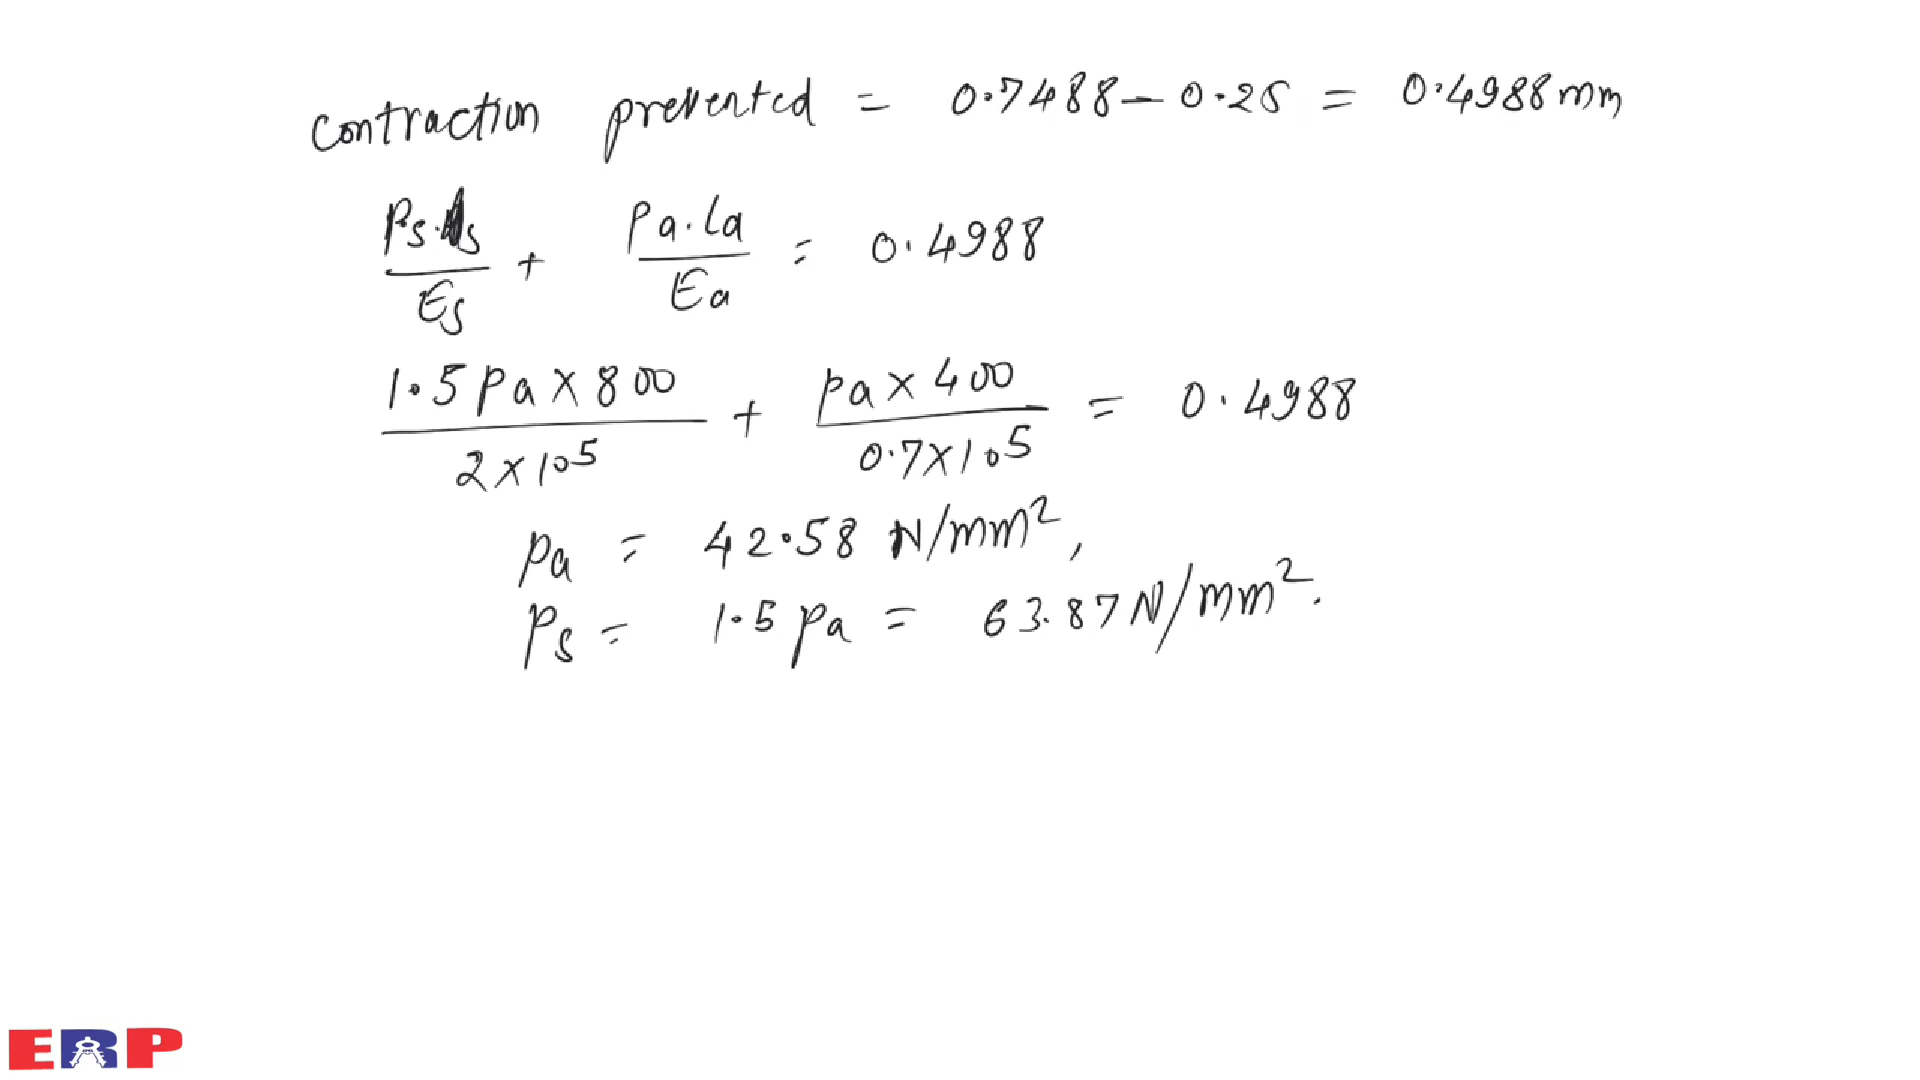 contraction prevented = 0.7488 - 0.25 = 0.4988 mm
Ps.Ls/Es + Pa.La/Ea = 0.4988
1.5 Pa × 800 / 2 × 10^5 + Pa × 400 / 0.7 × 10^5 = 0.4988
Pa = 42.58 N/mm²,
Ps = 1.5 Pa = 63.87 N/mm².
ERP